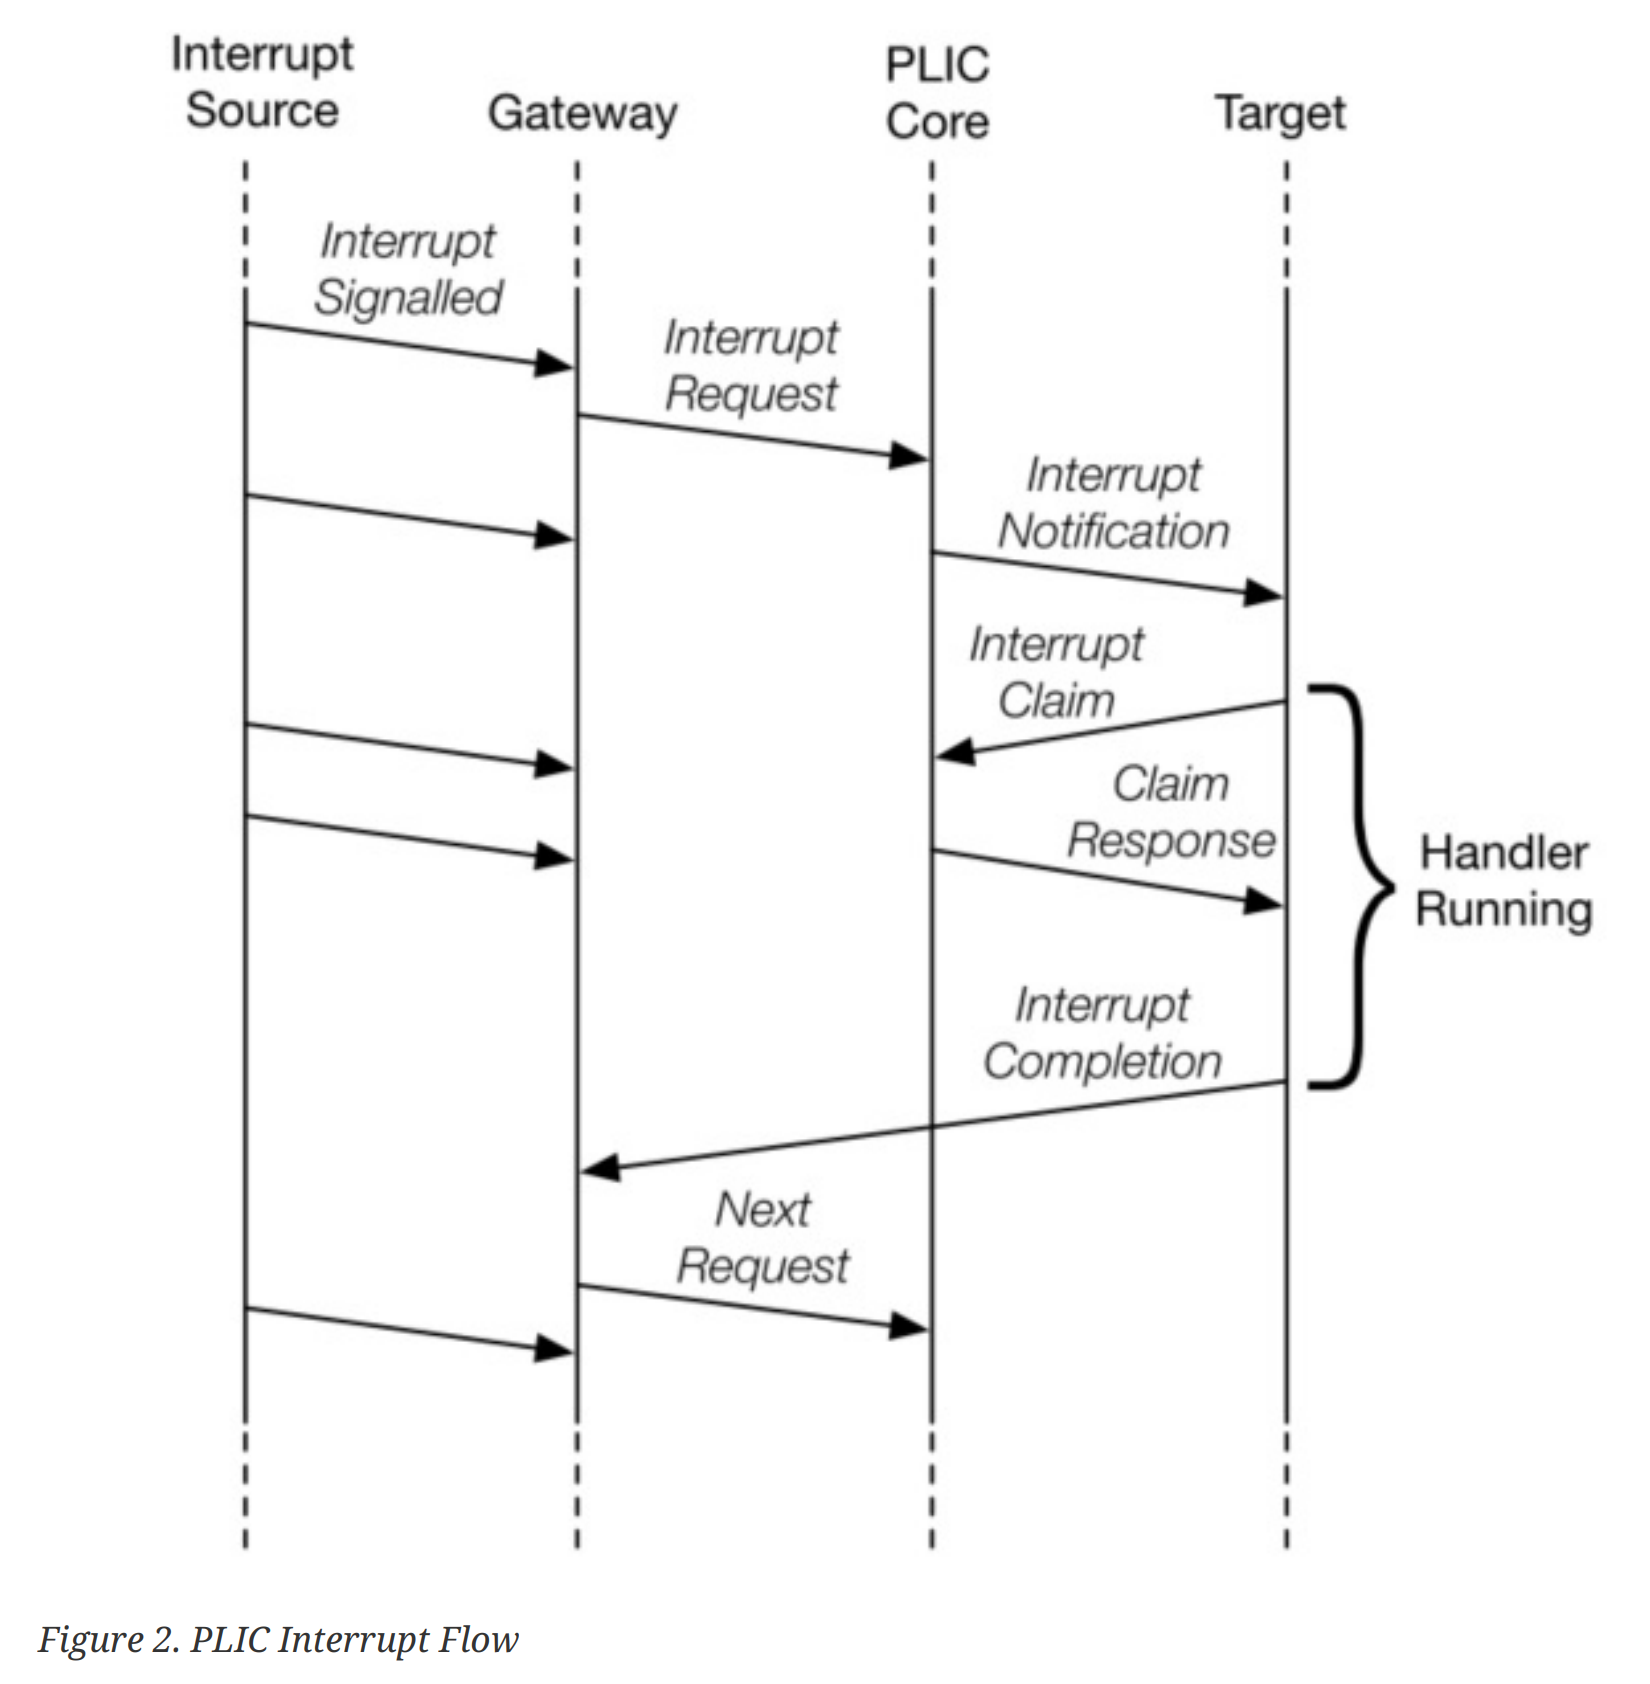 Interrupt
Source
Gateway
PLIC
Core
Target
Interrupt
Signalled
Interrupt
Request
Interrupt
Notification
Interrupt
Claim
Claim
Response
Handler
Running
Interrupt
Completion
Next
Request
Figure 2. PLIC Interrupt Flow